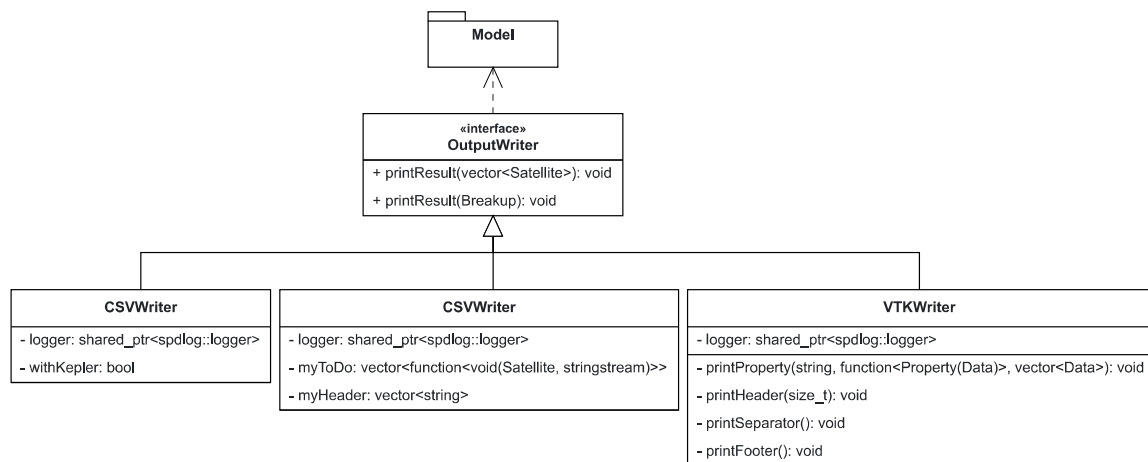 Model
«interface»
OutputWriter
+ printResult(vector<Satellite>): void
+ printResult(Breakup): void
CSVWriter
- logger: shared_ptr<spdlog::logger>
- withKepler: bool
CSVWriter
- logger: shared_ptr<spdlog::logger>
- myToDo: vector<function<void(Satellite, stringstream)>>
- myHeader: vector<string>
VTKWriter
- logger: shared_ptr<spdlog::logger>
- printProperty(string, function<Property(Data)>, vector<Data>): void
- printHeader(size_t): void
- printSeparator(): void
- printFooter(): void